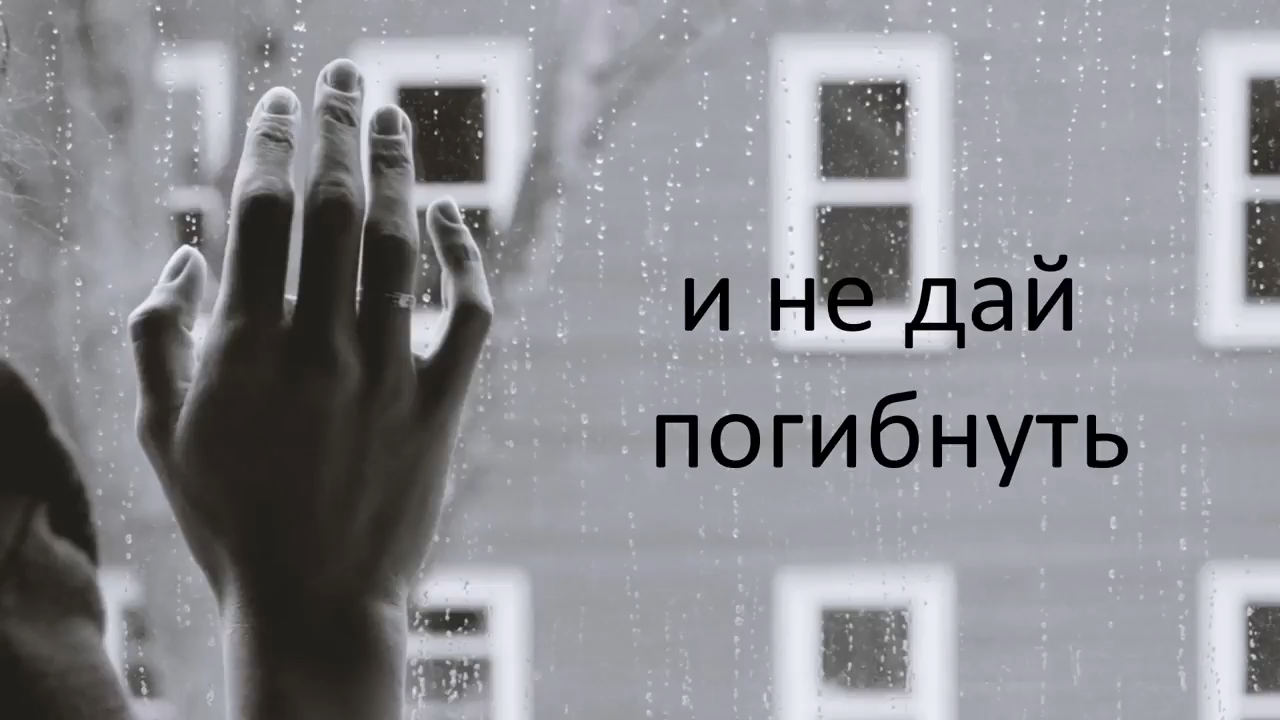 и не дай
погибнуть